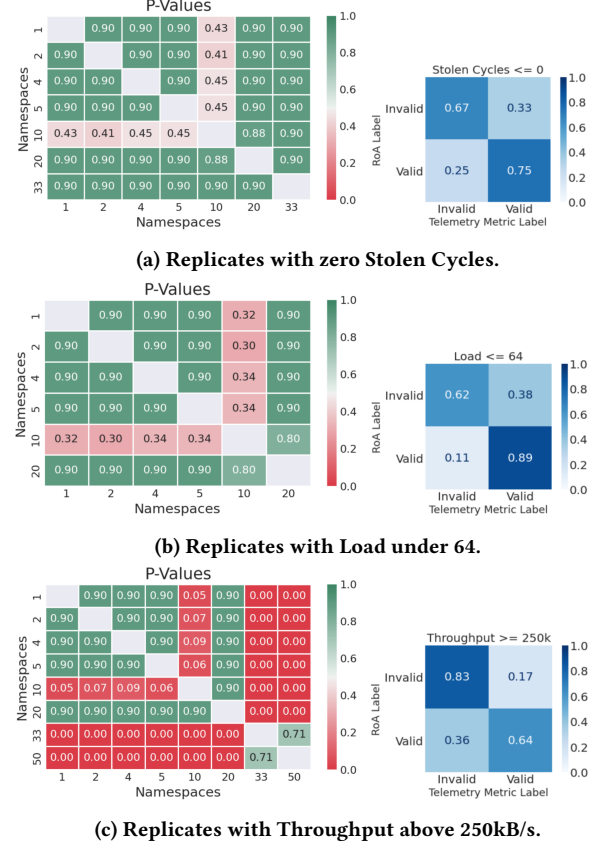 P-Values
1 0.90 0.90 0.90 0.43 0.90 0.90
2 0.90 0.90 0.90 0.41 0.90 0.90
4 0.90 0.90 0.90 0.45 0.90 0.90
5 0.90 0.90 0.90 0.45 0.90 0.90
10 0.43 0.41 0.45 0.45 0.88 0.90
20 0.90 0.90 0.90 0.90 0.88 0.90
33 0.90 0.90 0.90 0.90 0.90 0.90
1 2 4 5 10 20 33
Namespaces
Namespaces
1.0
0.8
0.6
0.4
0.2
0.0
Stolen Cycles <= 0
Invalid 0.67 0.33
Valid 0.25 0.75
Invalid Valid
Telemetry Metric Label
RoA Label
1.0
0.8
0.6
0.4
0.2
0.0
(a) Replicates with zero Stolen Cycles.
P-Values
1 0.90 0.90 0.90 0.32 0.90
2 0.90 0.90 0.90 0.30 0.90
4 0.90 0.90 0.90 0.34 0.90
5 0.90 0.90 0.90 0.34 0.90
10 0.32 0.30 0.34 0.34 0.80
20 0.90 0.90 0.90 0.90 0.80
1 2 4 5 10 20
Namespaces
Namespaces
1.0
0.8
0.6
0.4
0.2
0.0
Load <= 64
Invalid 0.62 0.38
Valid 0.11 0.89
Invalid Valid
Telemetry Metric Label
RoA Label
1.0
0.8
0.6
0.4
0.2
0.0
(b) Replicates with Load under 64.
P-Values
1 0.90 0.90 0.90 0.05 0.90 0.00 0.00
2 0.90 0.90 0.90 0.07 0.90 0.00 0.00
4 0.90 0.90 0.90 0.09 0.90 0.00 0.00
5 0.90 0.90 0.90 0.06 0.90 0.00 0.00
10 0.05 0.07 0.09 0.06 0.90 0.00 0.00
20 0.90 0.90 0.90 0.90 0.90 0.00 0.00
33 0.00 0.00 0.00 0.00 0.00 0.00 0.71
50 0.00 0.00 0.00 0.00 0.00 0.00 0.71
1 2 4 5 10 20 33 50
Namespaces
Namespaces
1.0
0.8
0.6
0.4
0.2
0.0
Throughput >= 250k
Invalid 0.83 0.17
Valid 0.36 0.64
Invalid Valid
Telemetry Metric Label
RoA Label
1.0
0.8
0.6
0.4
0.2
0.0
(c) Replicates with Throughput above 250kB/s.